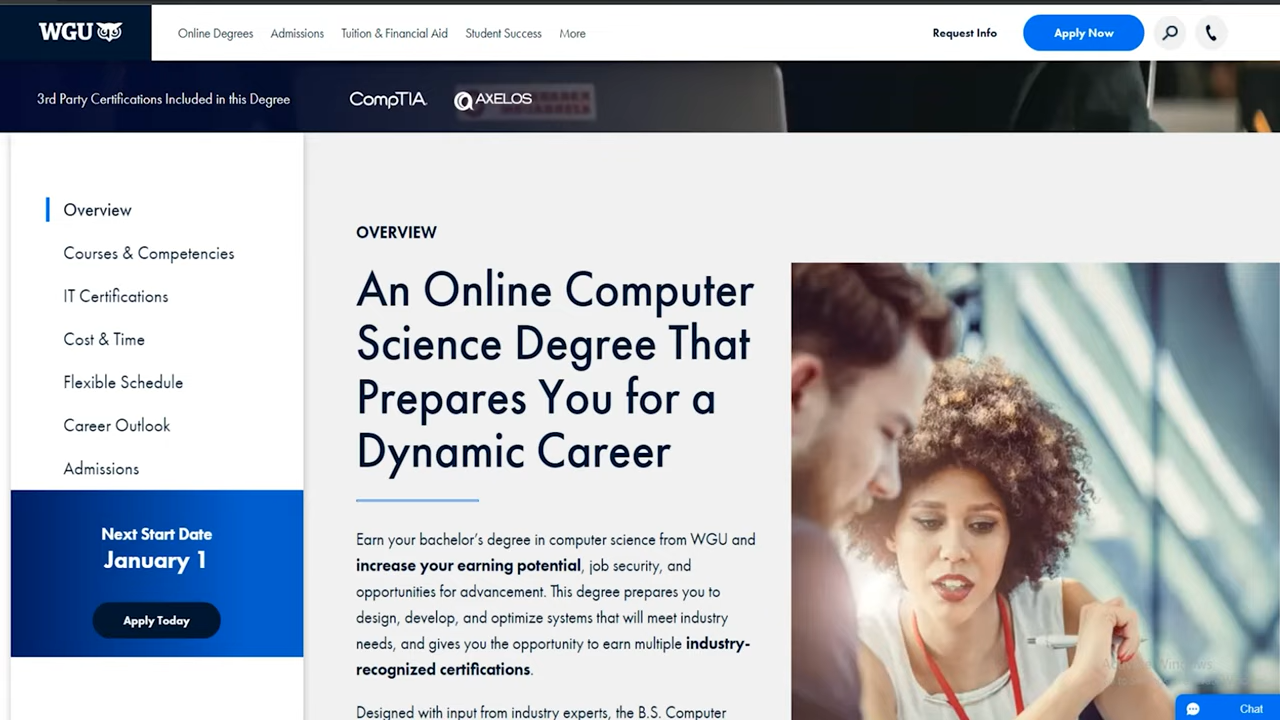 WGU
Online Degrees
Admissions
Tuition & Financial Aid
Student Success
More
Request Info
Apply Now
3rd Party Certifications Included in this Degree
CompTIA
AXELOS
Overview
Courses & Competencies
IT Certifications
Cost & Time
Flexible Schedule
Career Outlook
Admissions
Next Start Date
January 1
Apply Today
OVERVIEW
An Online Computer
Science Degree That
Prepares You for a
Dynamic Career
Earn your bachelor's degree in computer science from WGU and
increase your earning potential, job security, and
opportunities for advancement. This degree prepares you to
design, develop, and optimize systems that will meet industry
needs, and gives you the opportunity to earn multiple industry-
recognized certifications.
Designed with input from industry experts, the B.S. Computer
Chat